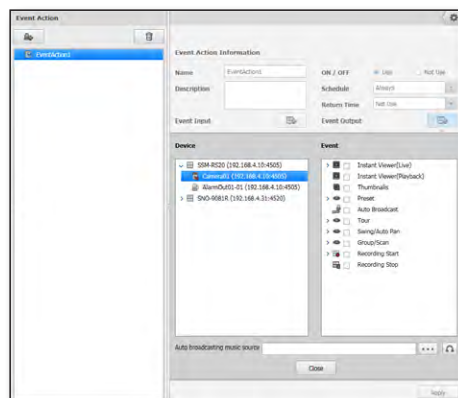 Event Action
EventAction1
Event Action Information
Name
EventAction1
ON / OFF
Use
Not Use
Description
Schedule
Always
Return Time
Not Use
Event Input
Event Output
Device
Event
SSM-RS20 (192.168.4.10:4505)
Camera01 (192.168.4.10:4505)
AlarmOut01-01 (192.168.4.10:4505)
SNO-9081R (192.168.4.31:4520)
Instant Viewer(Live)
Instant Viewer(Playback)
Thumbnails
Preset
Auto Broadcast
Tour
Swing/Auto Pan
Group/Scan
Recording Start
Recording Stop
Auto broadcasting music source
Close
Apply